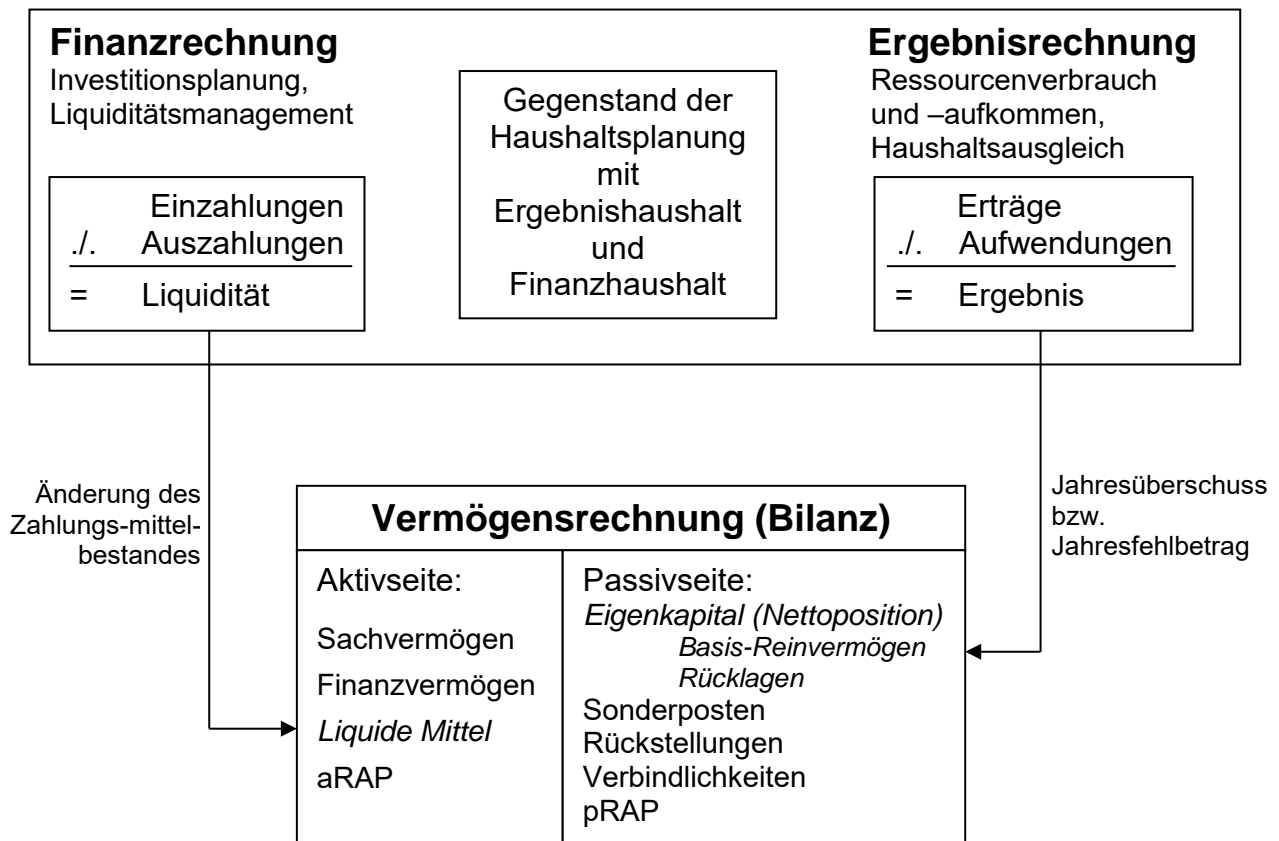 Finanzrechnung
Investitionsplanung,
Liquiditätsmanagement
Einzahlungen
./. Auszahlungen
= Liquidität
Gegenstand der
Haushaltsplanung
mit
Ergebnishaushalt
und
Finanzhaushalt
Ergebnisrechnung
Ressourcenverbrauch
und –aufkommen,
Haushaltsausgleich
Erträge
./. Aufwendungen
= Ergebnis
Änderung des
Zahlungs-mittel-
bestandes
Jahresüberschuss
bzw.
Jahresfehlbetrag
Vermögensrechnung (Bilanz)
Aktivseite:
Sachvermögen
Finanzvermögen
Liquide Mittel
aRAP
Passivseite:
Eigenkapital (Nettoposition)
Basis-Reinvermögen
Rücklagen
Sonderposten
Rückstellungen
Verbindlichkeiten
pRAP